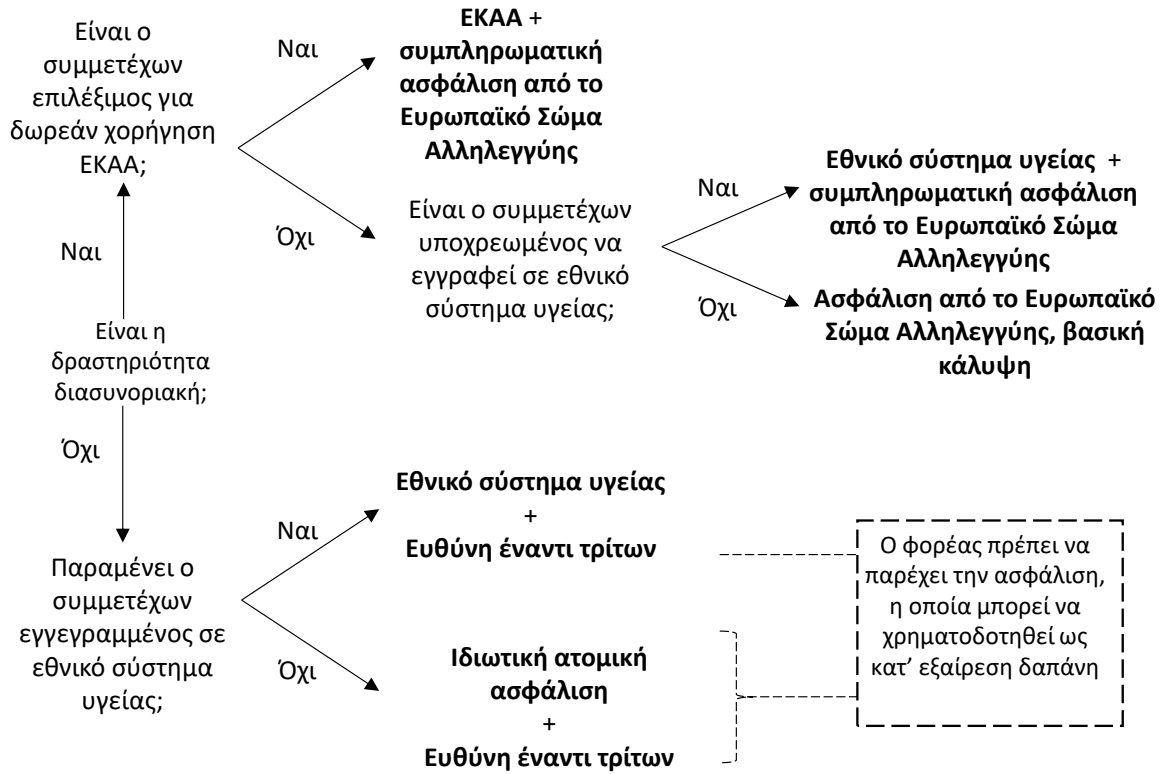 Είναι ο
συμμετέχων
επιλέξιμος για
δωρεάν χορήγηση
ΕΚΑΑ;
Ναι
ΕΚΑΑ +
συμπληρωματική
ασφάλιση από το
Ευρωπαϊκό Σώμα
Αλληλεγγύης
Όχι
Είναι ο συμμετέχων
υποχρεωμένος να
εγγραφεί σε εθνικό
σύστημα υγείας;
Ναι
Εθνικό σύστημα υγείας +
συμπληρωματική ασφάλιση
από το Ευρωπαϊκό Σώμα
Αλληλεγγύης
Όχι
Ασφάλιση από το Ευρωπαϊκό
Σώμα Αλληλεγγύης, βασική
κάλυψη
Ναι
Είναι η
δραστηριότητα
διασυνοριακή;
Όχι
Παραμένει ο
συμμετέχων
εγγεγραμμένος σε
εθνικό σύστημα
υγείας;
Ναι
Εθνικό σύστημα υγείας
+
Ευθύνη έναντι τρίτων
Όχι
Ιδιωτική ατομική
ασφάλιση
+
Ευθύνη έναντι τρίτων
Ο φορέας πρέπει να
παρέχει την ασφάλιση,
η οποία μπορεί να
χρηματοδοτηθεί ως
κατ’ εξαίρεση δαπάνη